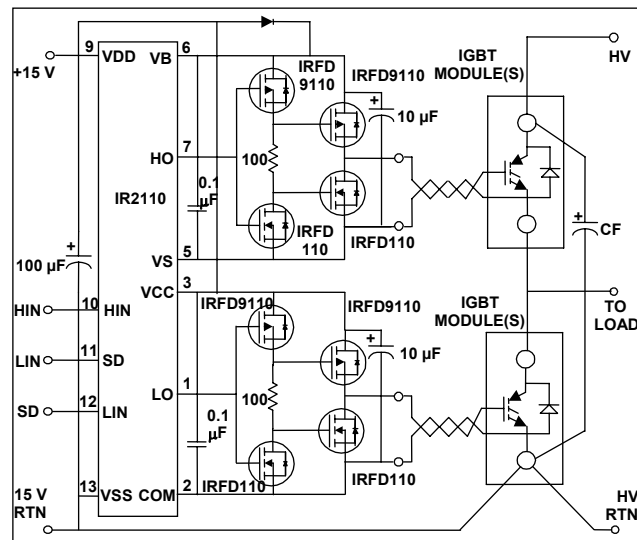 +15 V
9
VDD
VB
6
IRFD
9110
IRFD9110
+
10 µF
IGBT
MODULE(S)
HV
HO
7
100
0.1
µF
IR2110
+
CF
+
100 µF
VS
5
IRFD
110
IRFD110
VCC
3
IRFD9110
IRFD9110
IGBT
MODULE(S)
TO
LOAD
HIN
10
HIN
+
10 µF
LIN
11
SD
LO
1
100
SD
12
LIN
0.1
µF
IRFD110
IRFD110
15 V
RTN
13
VSS
COM
2
HV
RTN